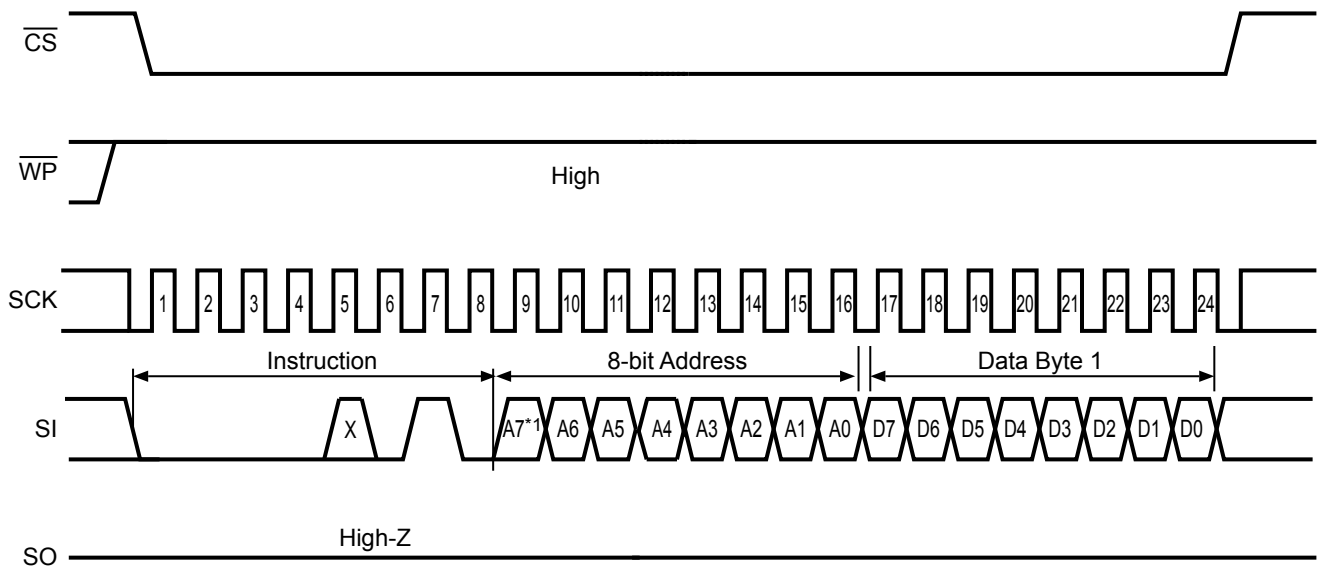 CS
WP
High
SCK
1 2 3 4 5 6 7 8 9 10 11 12 13 14 15 16 17 18 19 20 21 22 23 24
Instruction 8-bit Address Data Byte 1
SI
X A7*1 A6 A5 A4 A3 A2 A1 A0 D7 D6 D5 D4 D3 D2 D1 D0
High-Z
SO